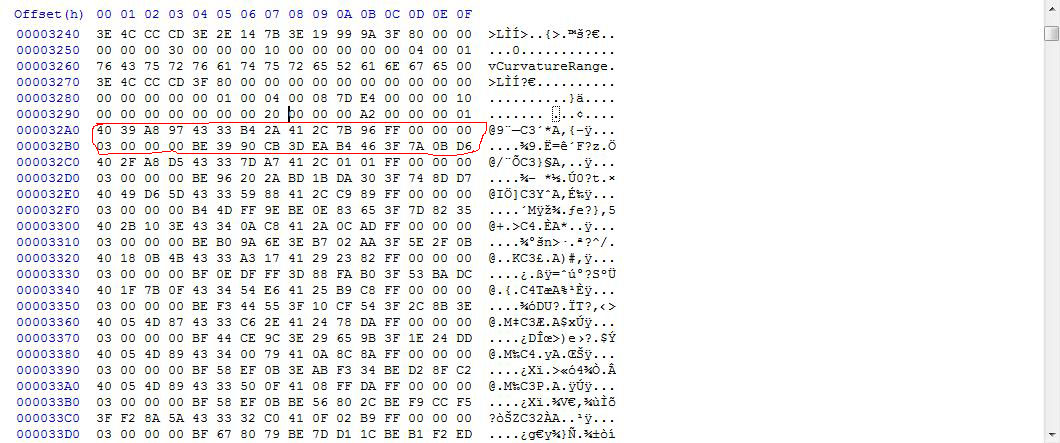 Offset(h) 00 01 02 03 04 05 06 07 08 09 0A 0B 0C 0D 0E 0F
00003240 3E 4C CC CD 3E 2E 14 7B 3E 19 99 9A 3F 80 00 00 >LÌÍ>..{>.™š?€..
00003250 00 00 00 30 00 00 00 10 00 00 00 00 00 04 00 01 ...0............
00003260 76 43 75 72 76 61 74 75 72 65 52 61 6E 67 65 00 vCurvatureRange.
00003270 3E 4C CC CD 3F 80 00 00 00 00 00 00 00 00 00 00 >LÌÍ?€..........
00003280 00 00 00 00 00 01 00 04 00 08 7D E4 00 00 00 10 ..........}ä....
00003290 00 00 00 00 00 00 00 20 00 00 00 A2 00 00 00 01 ....... ...¢....
000032A0 40 39 A8 97 43 33 B4 2A 41 2C 7B 96 FF 00 00 00 @9¨—C3´*A,{–ÿ...
000032B0 03 00 00 00 BE 39 90 CB 3D EA B4 46 3F 7A 0B D6 ....¾9.Ë=ê´F?z.Ö
000032C0 40 2F A8 D5 43 33 7D A7 41 2C 01 01 FF 00 00 00 @/¨ÕC3}§A,..ÿ...
000032D0 03 00 00 00 BE 96 20 2A BD 1B DA 30 3F 74 8D D7 ....¾– *½.Ú0?t.×
000032E0 40 49 D6 5D 43 33 59 88 41 2C C9 89 FF 00 00 00 @IÖ]C3YˆA,É‰ÿ...
000032F0 03 00 00 00 B4 4D FF 9E BE 0E 83 65 3F 7D 82 35 ....´Mÿž¾.ƒe?}‚5
00003300 40 2B 10 3E 43 34 0A C8 41 2A 0C AD FF 00 00 00 @+.>C4.ÈA*..ÿ...
00003310 03 00 00 00 BE B0 9A 6E 3E B7 02 AA 3F 5E 2F 0B ....¾°šn>·.ª?^/.
00003320 40 18 0B 4B 43 33 A3 17 41 29 23 82 FF 00 00 00 @..KC3£.A)#‚ÿ...
00003330 03 00 00 00 BF 0E DF FF 3D 88 FA B0 3F 53 BA DC ....¿.ßÿ=ˆú°?SºÜ
00003340 40 1F 7B 0F 43 34 54 E6 41 25 B9 C8 FF 00 00 00 @.{.C4TæA%¹Èÿ...
00003350 03 00 00 00 BE F3 44 55 3F 10 CF 54 3F 2C 8B 3E ....¾óDU?.ÏT?,‹>
00003360 40 05 4D 87 43 33 C6 2E 41 24 78 DA FF 00 00 00 @.M‡C3Æ.A$xÚÿ...
00003370 03 00 00 00 BF 44 CE 9C 3E 29 65 9B 3F 1E 24 DD ....¿DÎœ>)e›?.$Ý
00003380 40 05 4D 89 43 34 00 79 41 0A 8C 8A FF 00 00 00 @.M‰C4.yA.ŒŠÿ...
00003390 03 00 00 00 BF 58 EF 0B 3E AB F3 34 BE D2 8F C2 ....¿Xï.>«ó4¾Ò.Â
000033A0 40 05 4D 89 43 33 50 0F 41 08 FF DA FF 00 00 00 @.M‰C3P.A.ÿÚÿ...
000033B0 03 00 00 00 BF 58 EF 0B BE 56 80 2C BE F9 CC F5 ....¿Xï.¾V€,¾ùÌõ
000033C0 3F F2 8A 5A 43 33 32 C0 41 0F 02 B9 FF 00 00 00 ?òŠZC32ÀA..¹ÿ...
000033D0 03 00 00 00 BF 67 80 79 BE 7D D1 1C BE B1 F2 ED ....¿g€y¾}Ñ.¾±òí